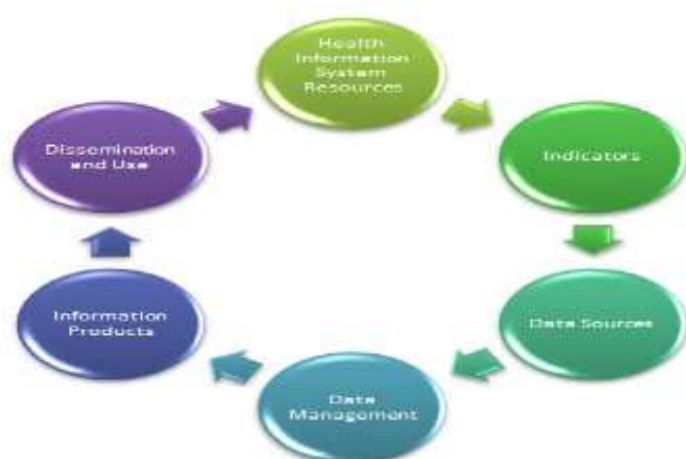 Health
Information
System
Resources
Indicators
Data Sources
Data
Management
Information
Products
Dissemination
and Use